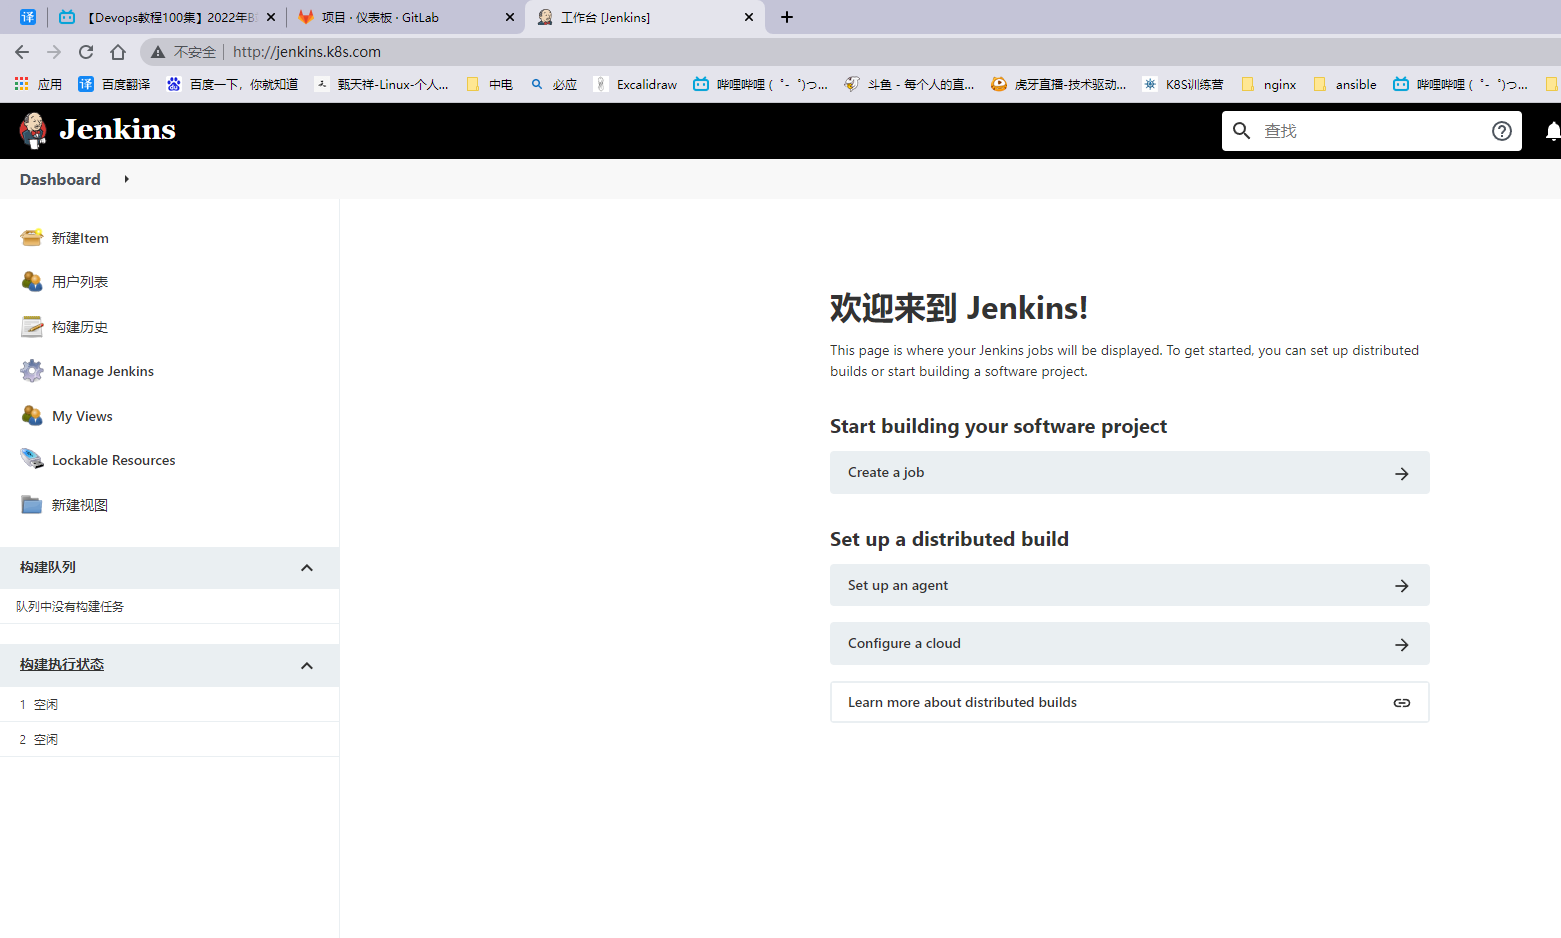 译
【Devops教程100集】2022年B
项目 · 仪表板 · GitLab
工作台 [Jenkins]
不安全
http://jenkins.k8s.com
应用
译 百度翻译
百度一下，你就知道
甄天祥-Linux-个人...
中电
必应
Excalidraw
哔哩哔哩 ( ゜- ゜)つ...
斗鱼 - 每个人的直...
虎牙直播-技术驱动...
K8S训练营
nginx
ansible
哔哩哔哩 ( ゜- ゜)つ...
Jenkins
查找
Dashboard
新建Item
用户列表
构建历史
Manage Jenkins
My Views
Lockable Resources
新建视图
构建队列
队列中没有构建任务
构建执行状态
1 空闲
2 空闲
欢迎来到 Jenkins!
This page is where your Jenkins jobs will be displayed. To get started, you can set up distributed
builds or start building a software project.
Start building your software project
Create a job
Set up a distributed build
Set up an agent
Configure a cloud
Learn more about distributed builds